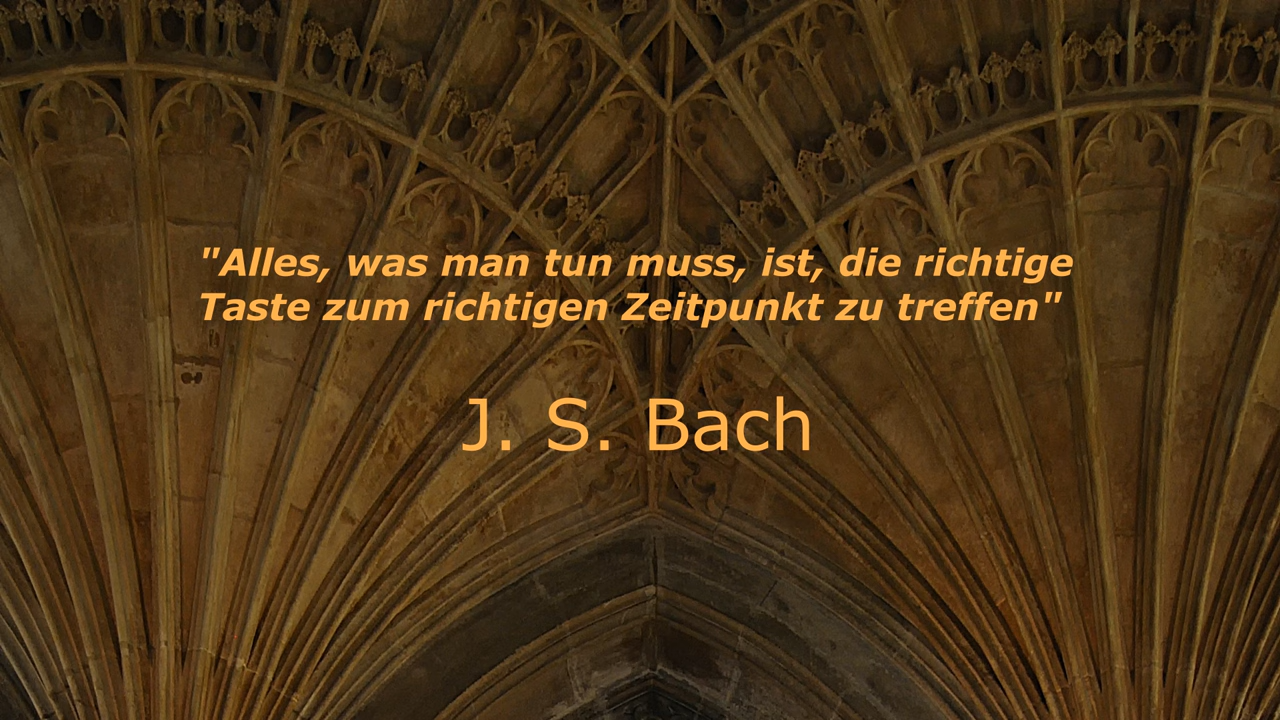 "Alles, was man tun muss, ist, die richtige
Taste zum richtigen Zeitpunkt zu treffen"
J. S. Bach